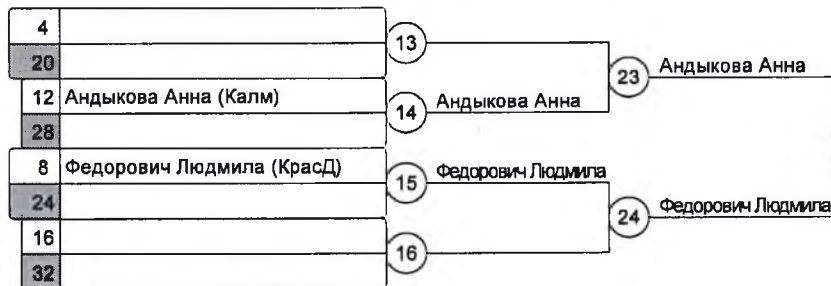 4
13
20
23 Андыкова Анна
12 Андыкова Анна (Калм)
14 Андыкова Анна
28
8 Федорович Людмила (КрасД)
15 Федорович Людмила
24
24 Федорович Людмила
16
16
32